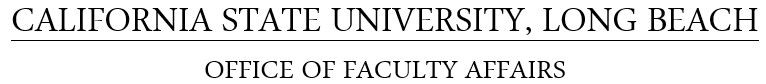 CALIFORNIA STATE UNIVERSITY, LONG BEACH
OFFICE OF FACULTY AFFAIRS